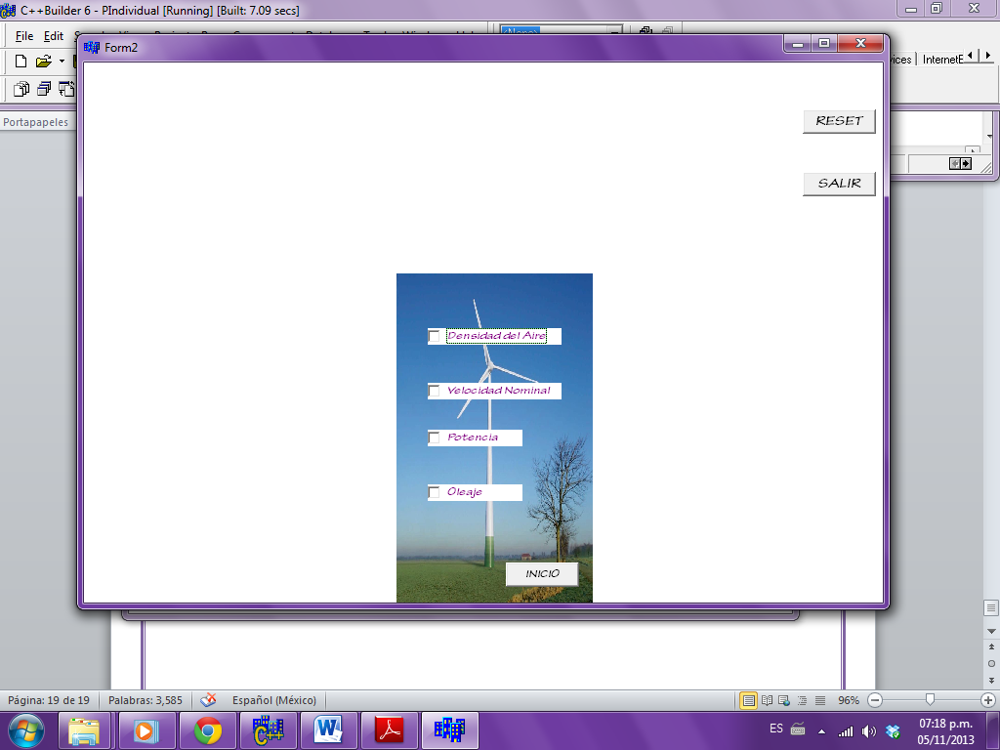 C++Builder 6 - PIndividual [Running] [Built: 7.09 secs]
File Edit
<None>
Form2
vices InternetE
Portapapeles
RESET
SALIR
Densidad del Aire
Velocidad Nominal
Potencia
Oleaje
INICIO
Página: 19 de 19 Palabras: 3,585 Español (México) 96%
ES 07:18 p.m.
05/11/2013